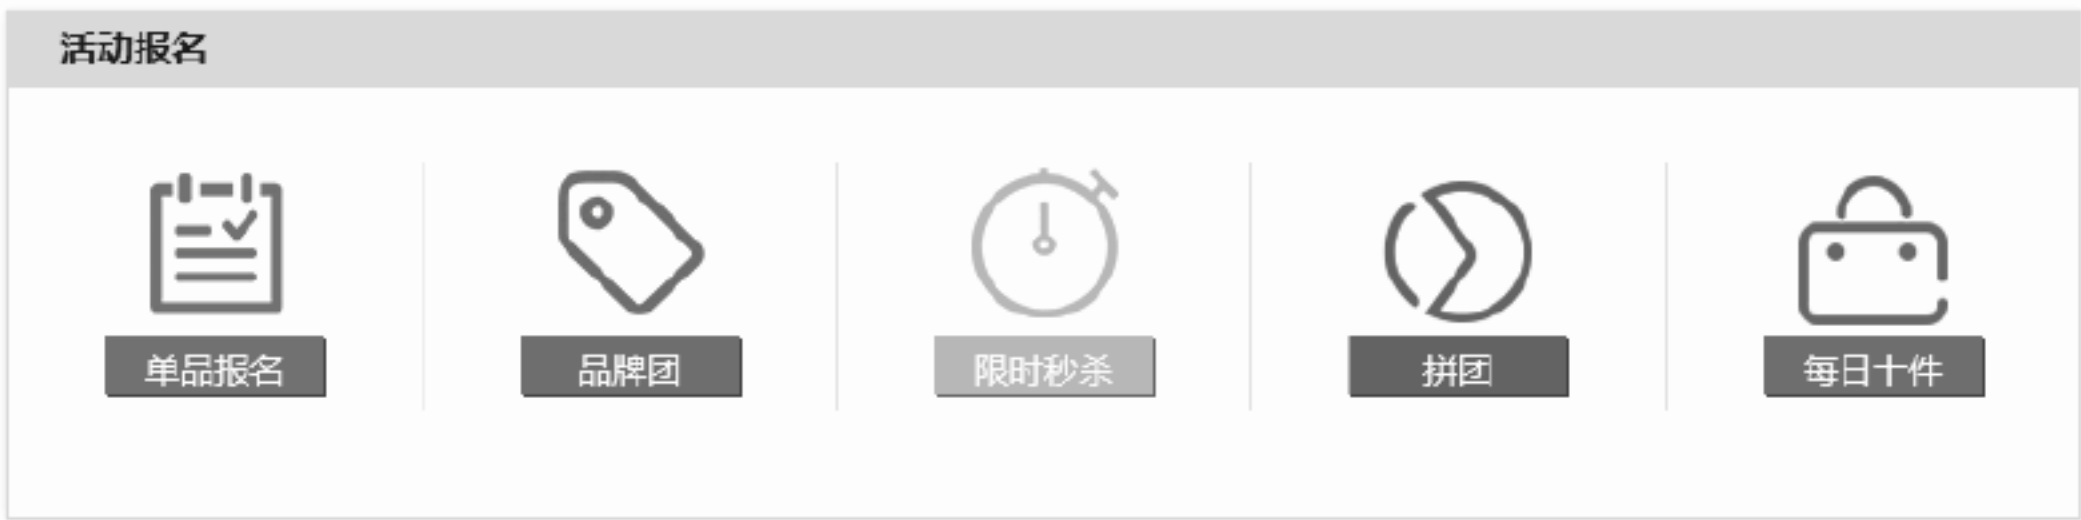 活动报名
单品报名
品牌团
限时秒杀
拼团
每日十件